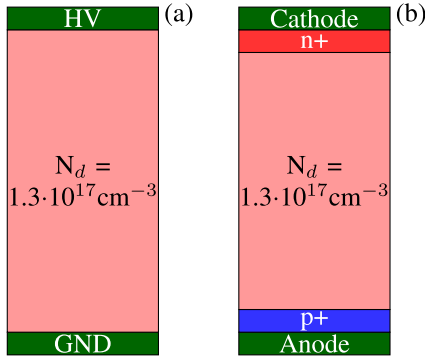 HV
(a)
N_d =
1.3·10^17cm^−3
GND
Cathode
(b)
n+
N_d =
1.3·10^17cm^−3
p+
Anode